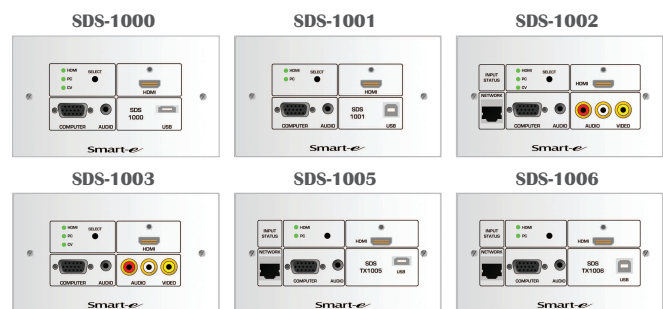 SDS-1000 SDS-1001 SDS-1002
HDMI
PC
CV
SELECT
HDMI
COMPUTER AUDIO
SDS
1000
USB
Smart-e
HDMI
PC
HDMI
COMPUTER AUDIO
SDS
1001
USB
Smart-e
INPUT
STATUS
HDMI
PC
CV
SELECT
HDMI
NETWORK
COMPUTER AUDIO
AUDIO VIDEO
Smart-e
SDS-1003 SDS-1005 SDS-1006
HDMI
PC
CV
SELECT
HDMI
COMPUTER AUDIO
AUDIO VIDEO
Smart-e
INPUT
STATUS
HDMI
PC
HDMI
NETWORK
COMPUTER AUDIO
SDS
TX1005
USB
Smart-e
INPUT
STATUS
HDMI
PC
HDMI
NETWORK
COMPUTER AUDIO
SDS
TX1006
USB
Smart-e